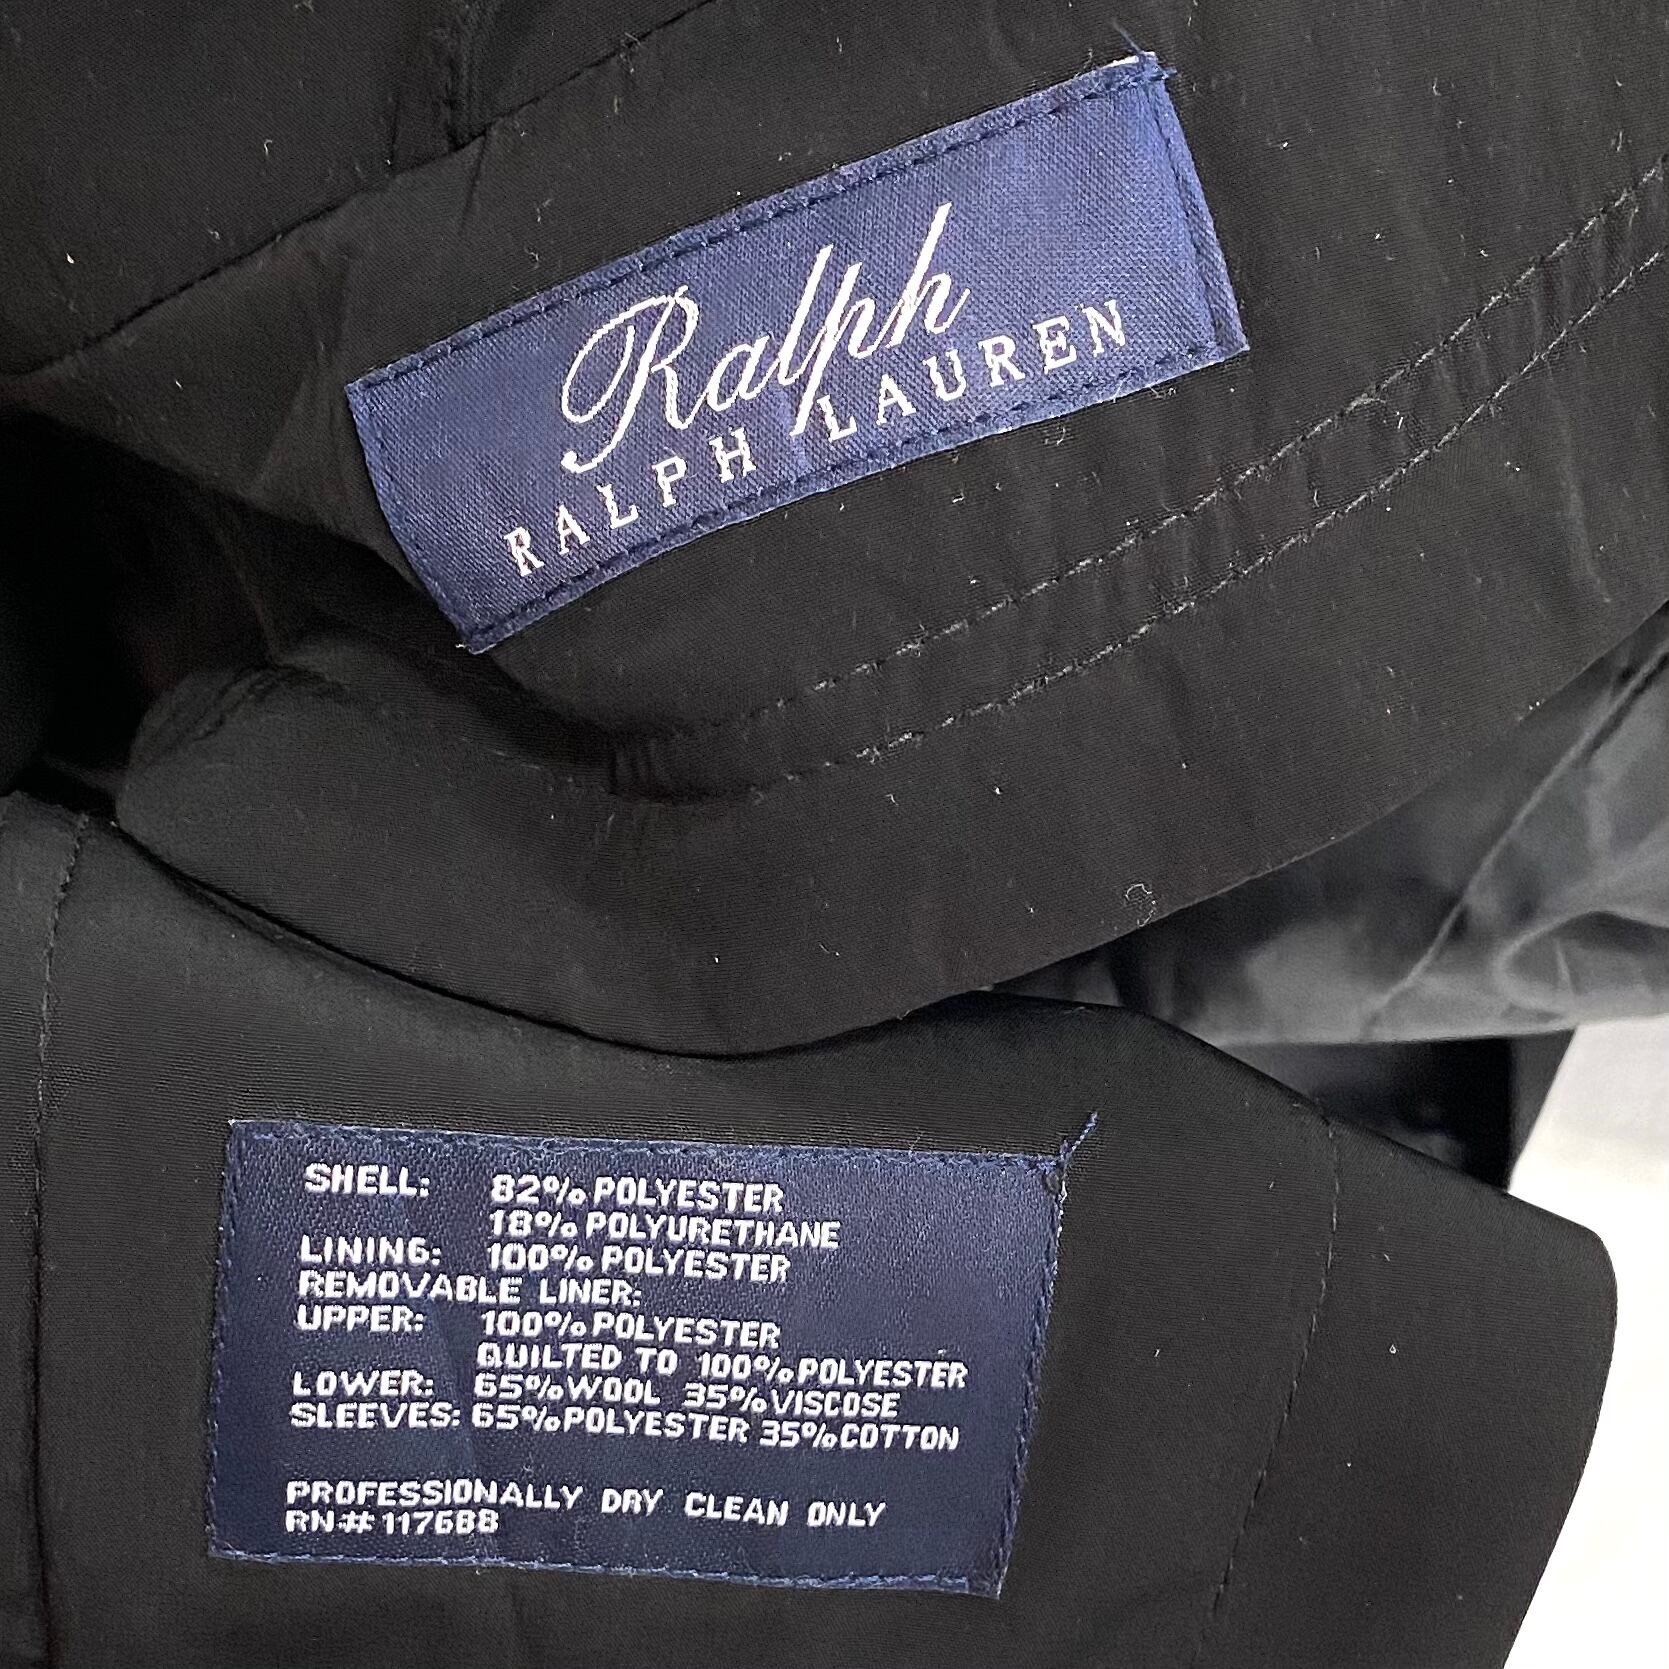 Ralph
RALPH LAUREN
SHELL: 82% POLYESTER
18% POLYURETHANE
LINING: 100% POLYESTER
REMOVABLE LINER:
UPPER: 100% POLYESTER
QUILTED TO 100% POLYESTER
LOWER: 65% WOOL 35% VISCOSE
SLEEVES: 65% POLYESTER 35% COTTON
PROFESSIONALLY DRY CLEAN ONLY
RN# 117688